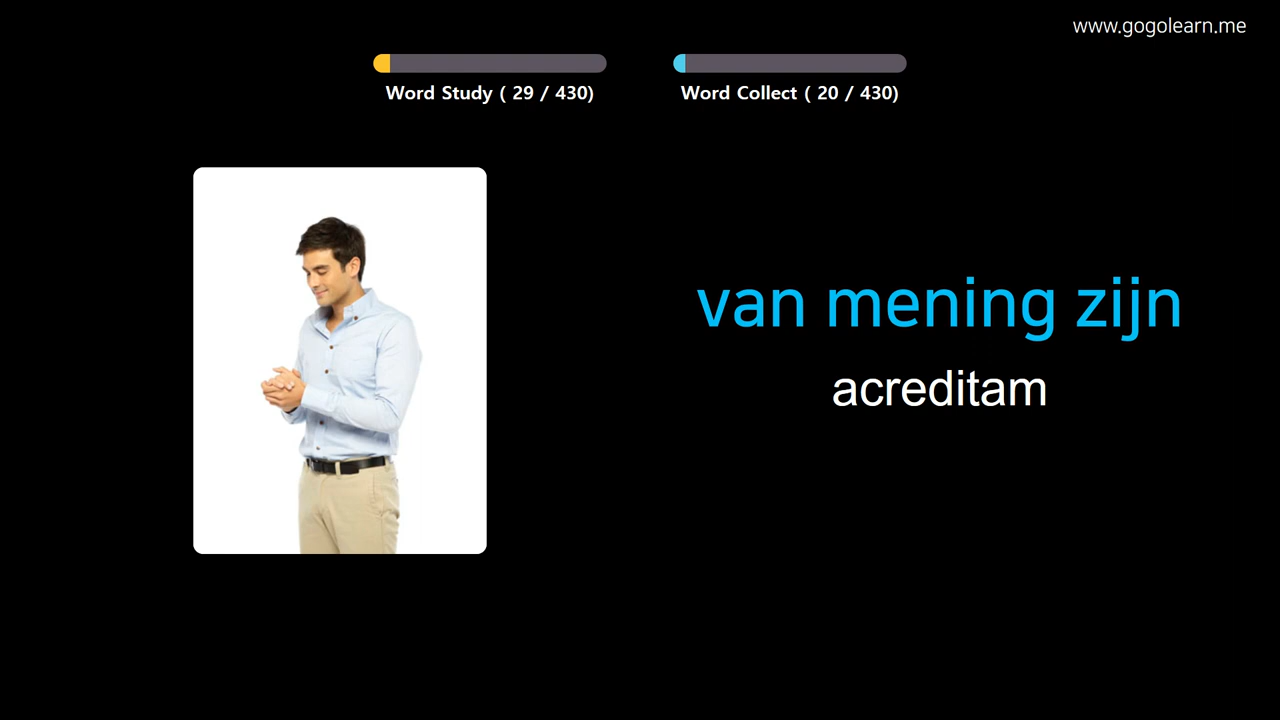 www.gogolearn.me
Word Study ( 29 / 430)
Word Collect ( 20 / 430)
van mening zijn
acreditam